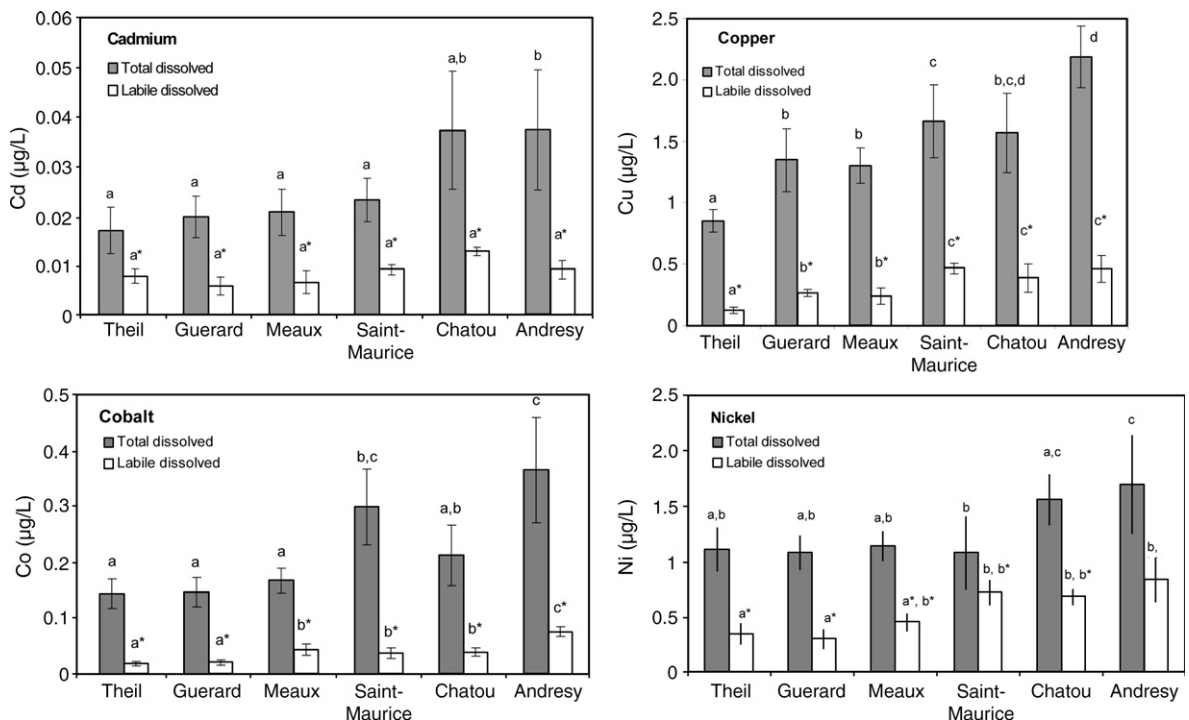 Cadmium
Total dissolved
Labile dissolved
Cd (µg/L)
0.06
0.05
0.04
0.03
0.02
0.01
0
a
a*
a
a*
a
a*
a
a*
a,b
a*
b
a*
Theil
Guerard
Meaux
Saint-
Maurice
Chatou
Andresy
Copper
Total dissolved
Labile dissolved
Cu (µg/L)
2.5
2.0
1.5
1
0.5
0
a
a*
b
b*
b
b*
c
c*
b,c,d
c*
d
c*
Theil
Guerard
Meaux
Saint-
Maurice
Chatou
Andresy
Cobalt
Total dissolved
Labile dissolved
Co (µg/L)
0.5
0.4
0.3
0.2
0.1
0
a
a*
a
a*
a
b*
b,c
b*
a,b
b*
c
c*
Theil
Guerard
Meaux
Saint-
Maurice
Chatou
Andresy
Nickel
Total dissolved
Labile dissolved
Ni (µg/L)
2.5
2.0
1.5
1
0.5
0
a,b
a*
a,b
a*
a,b
a*, b*
b
b, b*
a,c
b, b*
c
b,
Theil
Guerard
Meaux
Saint-
Maurice
Chatou
Andresy